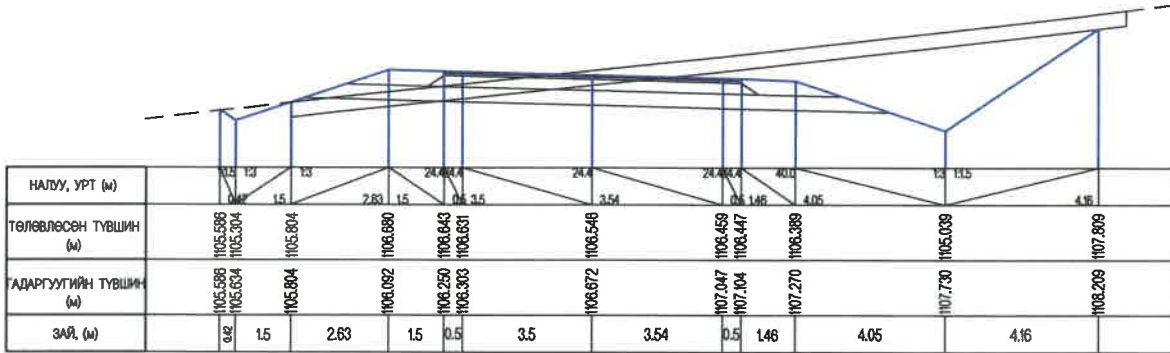 НАЛУУ, УРТ (м)
1:1.5 1:3 1:3 24.4 44.4 24.4 24.4 44.4 40.0 1:3 1:1.5
0.42 1.5 2.63 1.5 0.5 3.5 3.54 0.5 1.46 4.05 4.16
ТӨЛӨВЛӨСӨН ТҮВШИН
(м)
1105.586 1105.304 1105.804 1106.680 1106.643 1106.631 1106.546 1106.459 1106.447 1106.389 1105.039 1107.809
ГАДАРГУУГИЙН ТҮВШИН
(м)
1105.586 1105.634 1105.804 1106.092 1106.250 1106.303 1106.672 1107.047 1107.104 1107.270 1107.730 1108.209
ЗАЙ, (м)
0.42 1.5 2.63 1.5 0.5 3.5 3.54 0.5 1.46 4.05 4.16